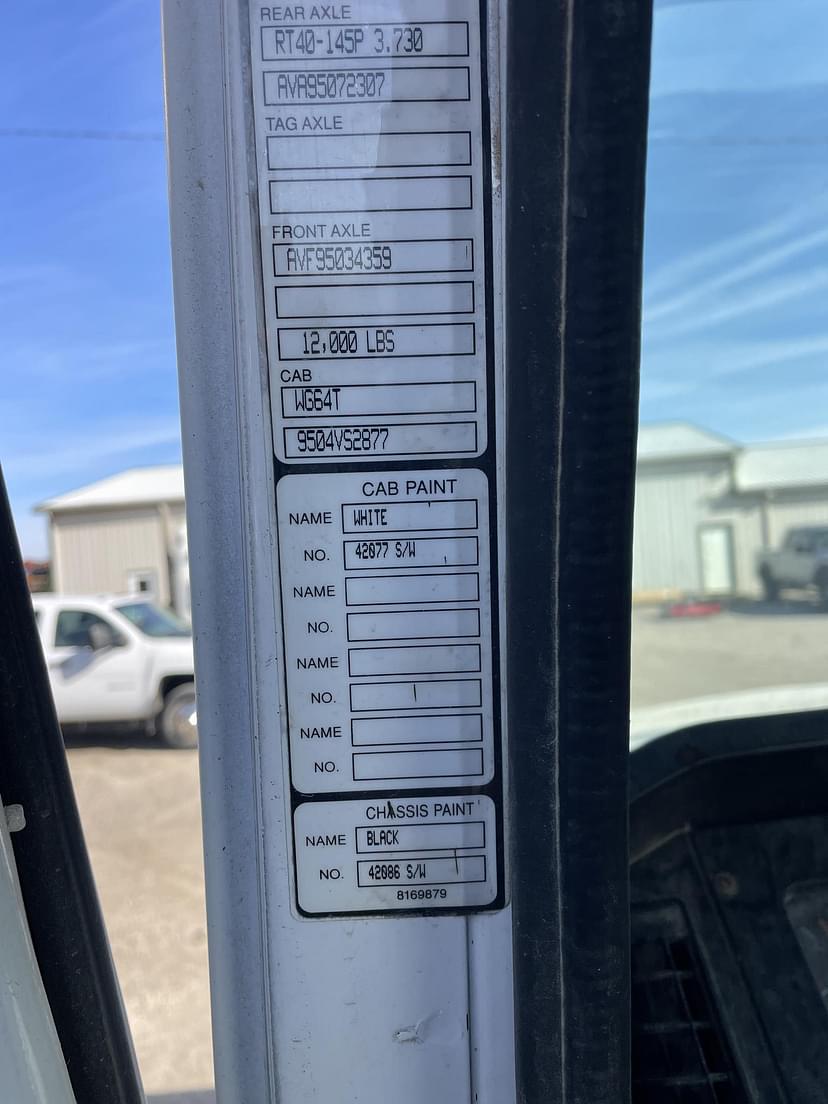 REAR AXLE
RT40-145P 3.730
AVA95072307
TAG AXLE
FRONT AXLE
AVF95034359
12,000 LBS
CAB
WG64T
9504VS2877
CAB PAINT
NAME WHITE
NO. 42077 S/W
NAME
NO.
NAME
NO.
NAME
NO.
CHASSIS PAINT
NAME BLACK
NO. 42086 S/W
8169879